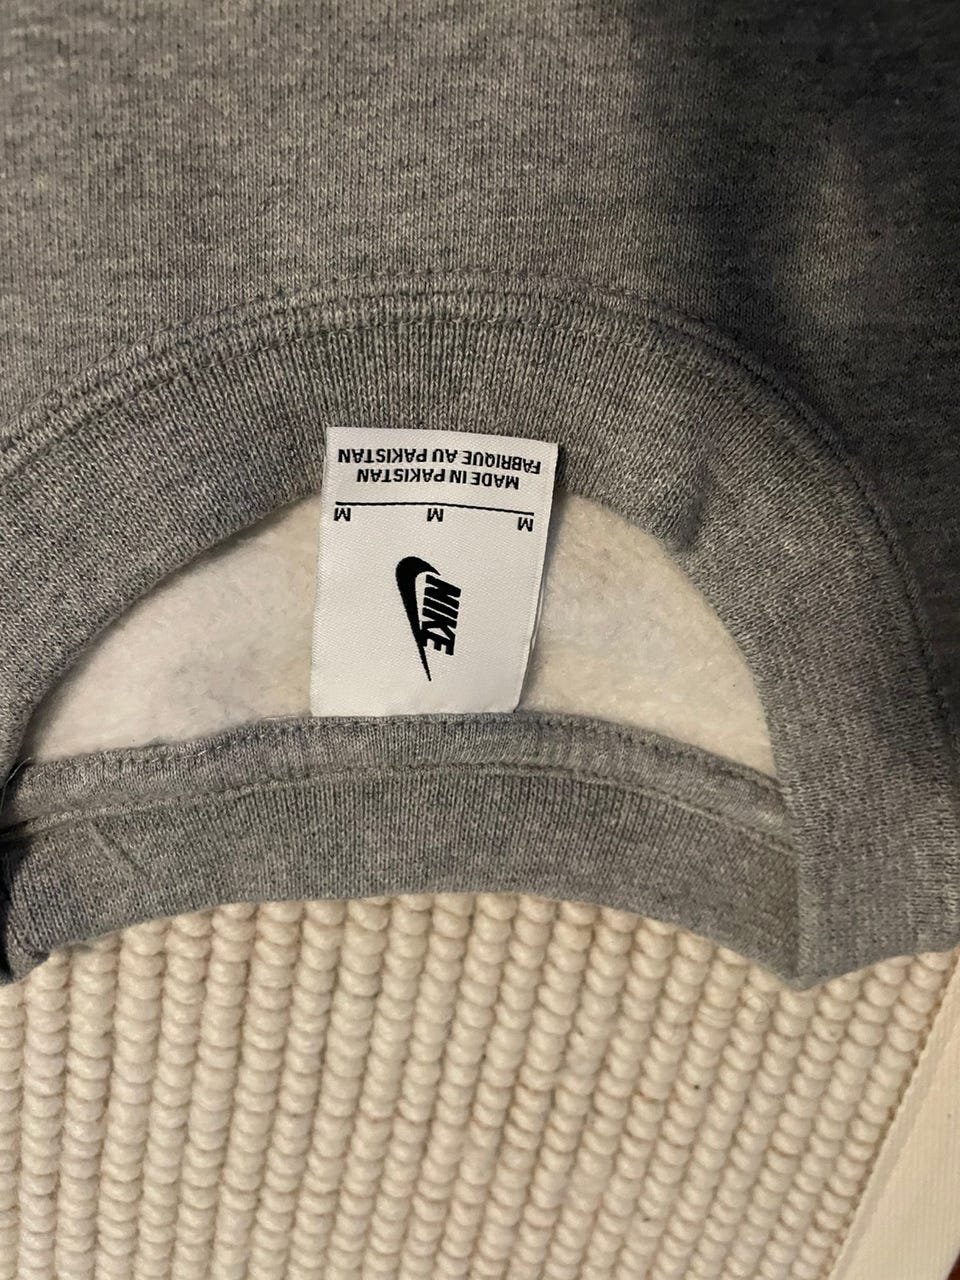 NIKE
M M M
MADE IN PAKISTAN
FABRIQUE AU PAKISTAN